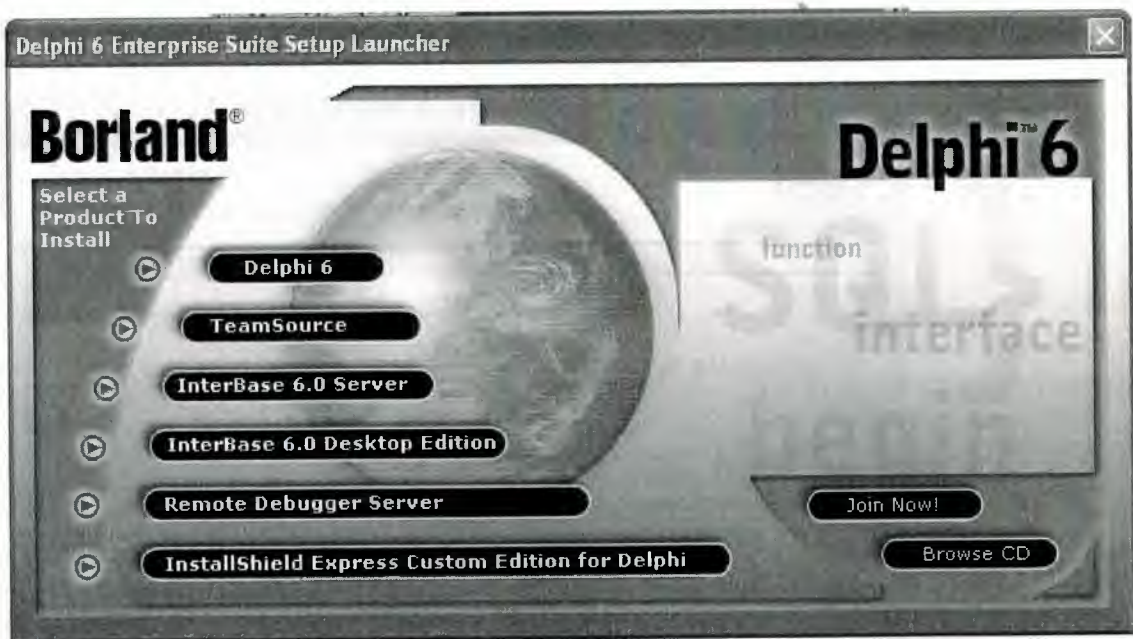 Delphi 6 Enterprise Suite Setup Launcher
Borland®
Delphi™ 6
Select a
Product To
Install
Delphi 6
TeamSource
InterBase 6.0 Server
InterBase 6.0 Desktop Edition
Remote Debugger Server
InstallShield Express Custom Edition for Delphi
function
SQLs
interface
begin
Join Now!
Browse CD